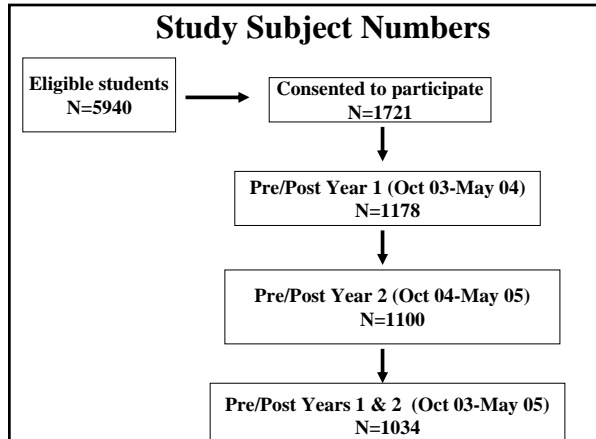 Study Subject Numbers
Eligible students
N=5940
Consented to participate
N=1721
Pre/Post Year 1 (Oct 03-May 04)
N=1178
Pre/Post Year 2 (Oct 04-May 05)
N=1100
Pre/Post Years 1 & 2 (Oct 03-May 05)
N=1034